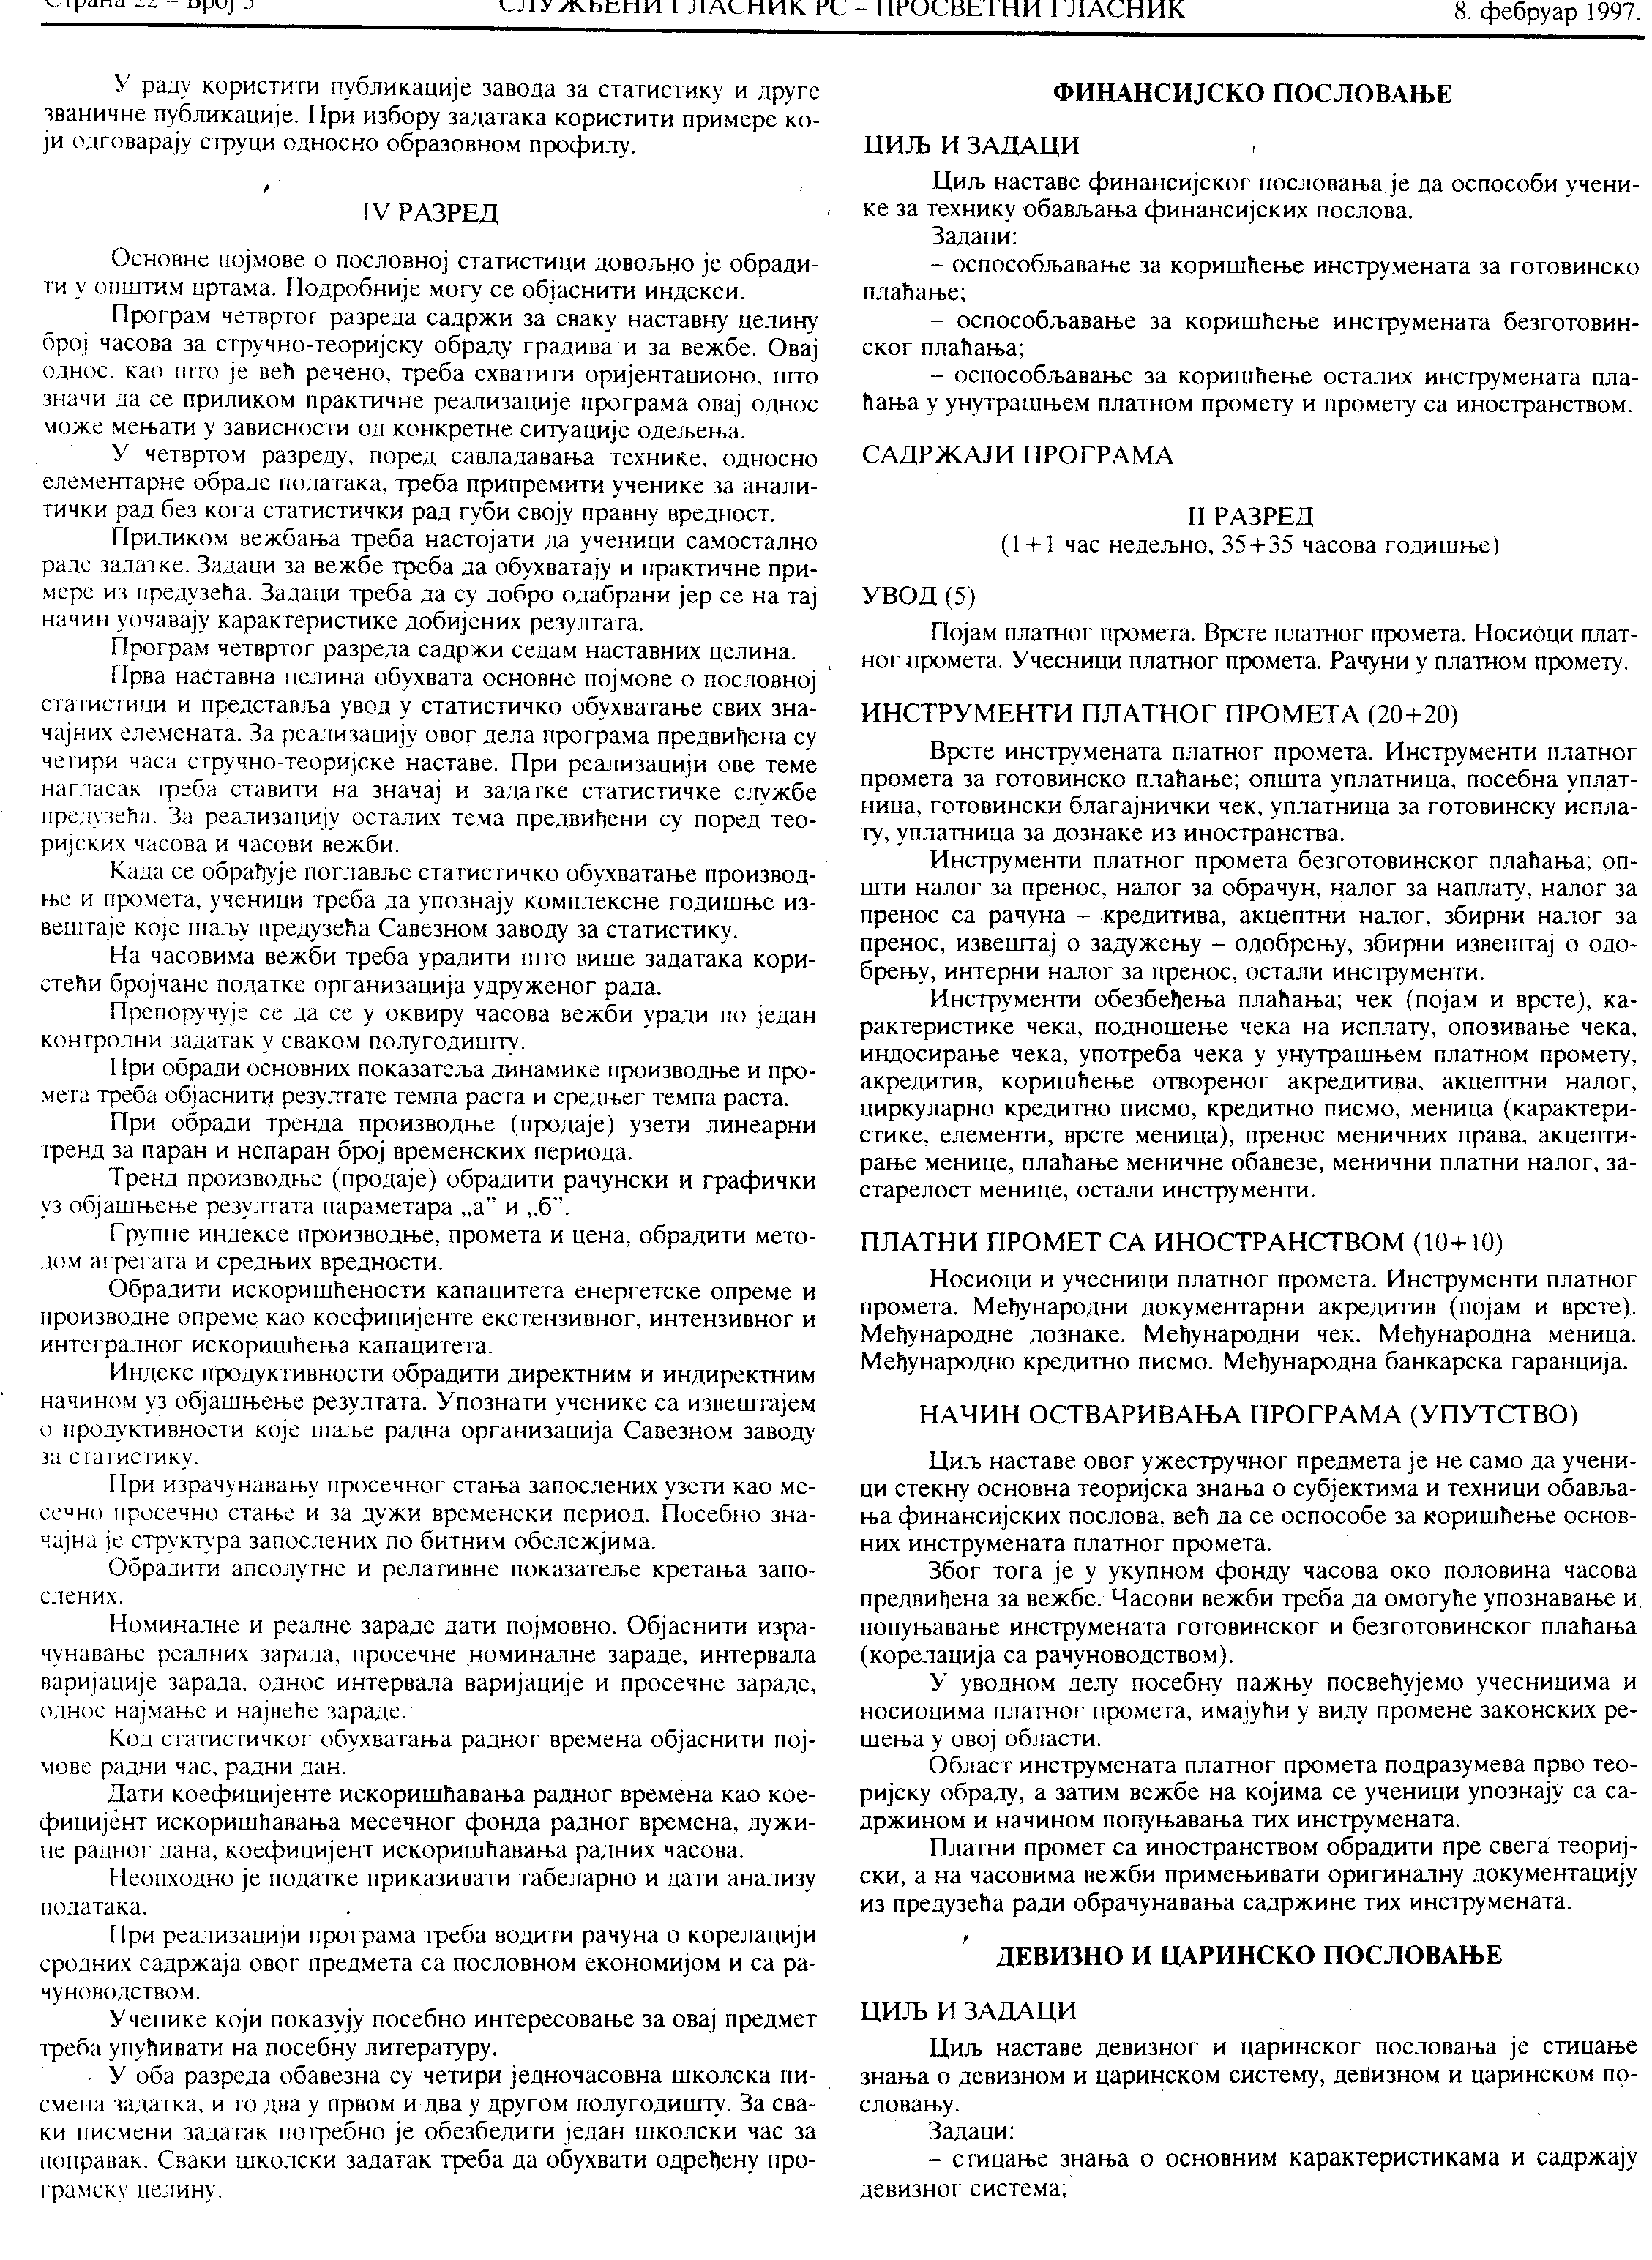 Страна 22 – Број 5
СЛУЖБЕНИ ГЛАСНИК РС – ПРОСВЕТНИ ГЛАСНИК
8. фебруар 1997.
У раду користити публикације завода за статистику и друге
званичне публикације. При избору задатака користити примере ко-
ји одговарају струци односно образовном профилу.
IV РАЗРЕД
Основне појмове о пословној статистици довољно је обради-
ти у општим цртама. Подробније могу се објаснити индекси.
Програм четвртог разреда садржи за сваку наставну целину
број часова за стручно-теоријску обраду градива и за вежбе. Овај
однос, као што је већ речено, треба схватити оријентационо, што
значи да се приликом практичне реализације програма овај однос
може мењати у зависности од конкретне ситуације одељења.
У четвртом разреду, поред савладавања технике, односно
елементарне обраде података, треба припремити ученике за анали-
тички рад без кога статистички рад губи своју правну вредност.
Приликом вежбања треба настојати да ученици самостално
раде задатке. Задаци за вежбе треба да обухватају и практичне при-
мере из предузећа. Задаци треба да су добро одабрани јер се на тај
начин уочавају карактеристике добијених резултата.
Програм четвртог разреда садржи седам наставних целина.
Прва наставна целина обухвата основне појмове о пословној
статистици и представља увод у статистичко обухватање свих зна-
чајних елемената. За реализацију овог дела програма предвиђена су
четири часа стручно-теоријске наставе. При реализацији ове теме
нагласак треба ставити на значај и задатке статистичке службе
предузећа. За реализацију осталих тема предвиђени су поред тео-
ријских часова и часови вежби.
Када се обрађује поглавље статистичко обухватање производ-
ње и промета, ученици треба да упознају комплексне годишње из-
вештаје које шаљу предузећа Савезном заводу за статистику.
На часовима вежби треба урадити што више задатака кори-
стећи бројчане податке организација удруженог рада.
Препоручује се да се у оквиру часова вежби уради по један
контролни задатак у сваком полугодишту.
При обради основних показатеља динамике производње и про-
мета треба објаснити резултате темпа раста и средњег темпа раста.
При обради тренда производње (продаје) узети линеарни
тренд за паран и непаран број временских периода.
Тренд производње (продаје) обрадити рачунски и графички
уз објашњење резултата параметара „а” и „б”.
Групне индексе производње, промета и цена, обрадити мето-
дом агрегата и средњих вредности.
Обрадити искоришћености капацитета енергетске опреме и
производне опреме као коефицијенте екстензивног, интензивног и
интегралног искоришћења капацитета.
Индекс продуктивности обрадити директним и индиректним
начином уз објашњење резултата. Упознати ученике са извештајем
о продуктивности које шаље радна организација Савезном заводу
за статистику.
При израчунавању просечног стања запослених узети као ме-
сечно просечно стање и за дужи временски период. Посебно зна-
чајна је структура запослених по битним обележјима.
Обрадити апсолутне и релативне показатеље кретања запо-
слених.
Номиналне и реалне зараде дати појмовно. Објаснити изра-
чунавање реалних зарада, просечне номиналне зараде, интервала
варијације зарада, однос интервала варијације и просечне зараде,
однос најмање и највеће зараде.
Код статистичког обухватања радног времена објаснити пој-
мове радни час, радни дан.
Дати коефицијенте искоришћавања радног времена као кое-
фицијент искоришћавања месечног фонда радног времена, дужи-
не радног дана, коефицијент искоришћавања радних часова.
Неопходно је податке приказивати табеларно и дати анализу
података.
При реализацији програма треба водити рачуна о корелацији
сродних садржаја овог предмета са пословном економијом и са ра-
чуноводством.
Ученике који показују посебно интересовање за овај предмет
треба упућивати на посебну литературу.
У оба разреда обавезна су четири једночасовна школска пи-
смена задатка, и то два у првом и два у другом полугодишту. За сва-
ки писмени задатак потребно је обезбедити један школски час за
поправак. Сваки школски задатак треба да обухвати одређену про-
грамску целину.
ФИНАНСИЈСКО ПОСЛОВАЊЕ
ЦИЉ И ЗАДАЦИ
Циљ наставе финансијског пословања је да оспособи учени-
ке за технику обављања финансијских послова.
Задаци:
– оспособљавање за коришћење инструмената за готовинско
плаћање;
– оспособљавање за коришћење инструмената безготовин-
ског плаћања;
– оспособљавање за коришћење осталих инструмената пла-
ћања у унутрашњем платном промету и промету са иностранством.
САДРЖАЈИ ПРОГРАМА
II РАЗРЕД
(1+1 час недељно, 35+35 часова годишње)
УВОД (5)
Појам платног промета. Врсте платног промета. Носиоци плат-
ног промета. Учесници платног промета. Рачуни у платном промету.
ИНСТРУМЕНТИ ПЛАТНОГ ПРОМЕТА (20+20)
Врсте инструмената платног промета. Инструменти платног
промета за готовинско плаћање; општа уплатница, посебна уплат-
ница, готовински благајнички чек, уплатница за готовинску испла-
ту, уплатница за дознаке из иностранства.
Инструменти платног промета безготовинског плаћања; оп-
шти налог за пренос, налог за обрачун, налог за наплату, налог за
пренос са рачуна – кредитива, акцептни налог, збирни налог за
пренос, извештај о задужењу – одобрењу, збирни извештај о одо-
брењу, интерни налог за пренос, остали инструменти.
Инструменти обезбеђења плаћања; чек (појам и врсте), ка-
рактеристике чека, подношење чека на исплату, опозивање чека,
индосирање чека, употреба чека у унутрашњем платном промету,
акредитив, коришћење отвореног акредитива, акцептни налог,
циркуларно кредитно писмо, кредитно писмо, меница (карактери-
стике, елементи, врсте меница), пренос меничних права, акцепти-
рање менице, плаћање меничне обавезе, менични платни налог, за-
старелост менице, остали инструменти.
ПЛАТНИ ПРОМЕТ СА ИНОСТРАНСТВОМ (10+10)
Носиоци и учесници платног промета. Инструменти платног
промета. Међународни документарни акредитив (појам и врсте).
Међународне дознаке. Међународни чек. Међународна меница.
Међународно кредитно писмо. Међународна банкарска гаранција.
НАЧИН ОСТВАРИВАЊА ПРОГРАМА (УПУТСТВО)
Циљ наставе овог ужестручног предмета је не само да учени-
ци стекну основна теоријска знања о субјектима и техници обавља-
ња финансијских послова, већ да се оспособе за коришћење основ-
них инструмената платног промета.
Због тога је у укупном фонду часова око половина часова
предвиђена за вежбе. Часови вежби треба да омогуће упознавање и
попуњавање инструмената готовинског и безготовинског плаћања
(корелација са рачуноводством).
У уводном делу посебну пажњу посвећујемо учесницима и
носиоцима платног промета, имајући у виду промене законских ре-
шења у овој области.
Област инструмената платног промета подразумева прво тео-
ријску обраду, а затим вежбе на којима се ученици упознају са са-
држином и начином попуњавања тих инструмената.
Платни промет са иностранством обрадити пре свега теориј-
ски, а на часовима вежби примењивати оригиналну документацију
из предузећа ради обрачунавања садржине тих инструмената.
ДЕВИЗНО И ЦАРИНСКО ПОСЛОВАЊЕ
ЦИЉ И ЗАДАЦИ
Циљ наставе девизног и царинског пословања је стицање
знања о девизном и царинском систему, девизном и царинском по-
словању.
Задаци:
– стицање знања о основним карактеристикама и садржају
девизног система;